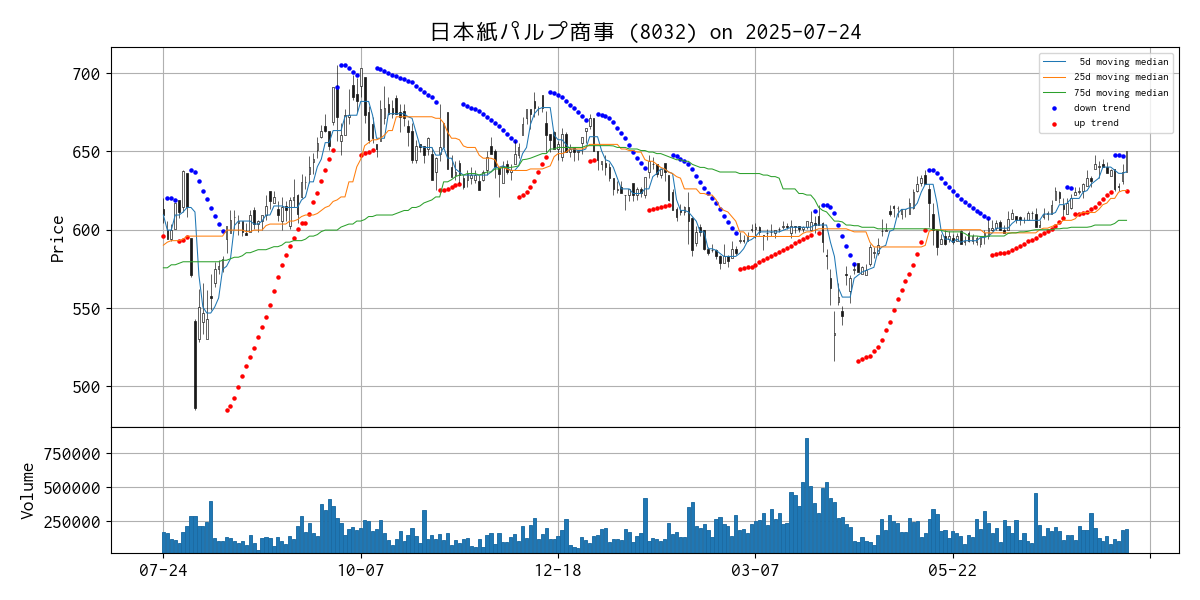 日本紙パルプ商事 (8032) on 2025-07-24
5d moving median
25d moving median
75d moving median
down trend
up trend
Price
700
650
600
550
500
Volume
750000
500000
250000
07-24
10-07
12-18
03-07
05-22